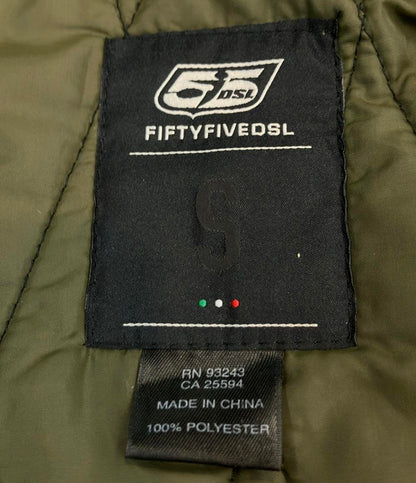 55
DSL
FIFTYFIVEDSL
RN 93243
CA 25594
MADE IN CHINA
100% POLYESTER